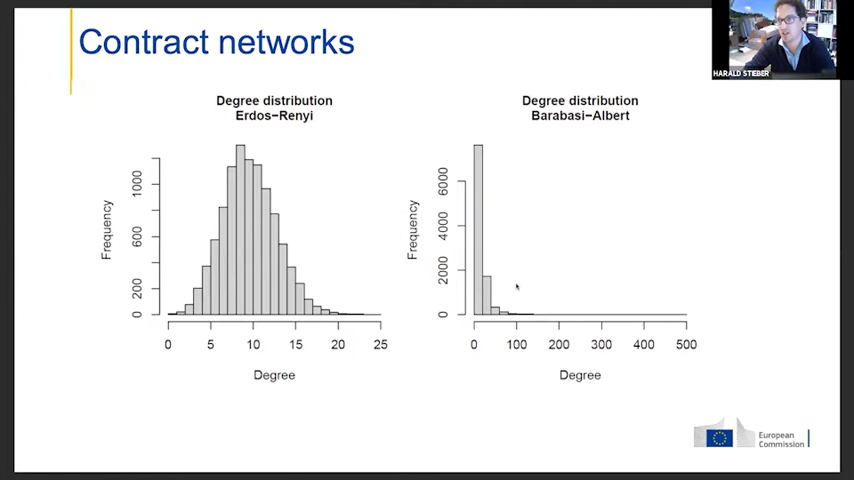 Contract networks
HARALD STIEBER
Degree distribution
Erdos−Renyi
Frequency
200
600
1000
0
0
5
10
15
20
25
Degree
Degree distribution
Barabasi−Albert
Frequency
0
2000
4000
6000
0
100
200
300
400
500
Degree
European
Commission